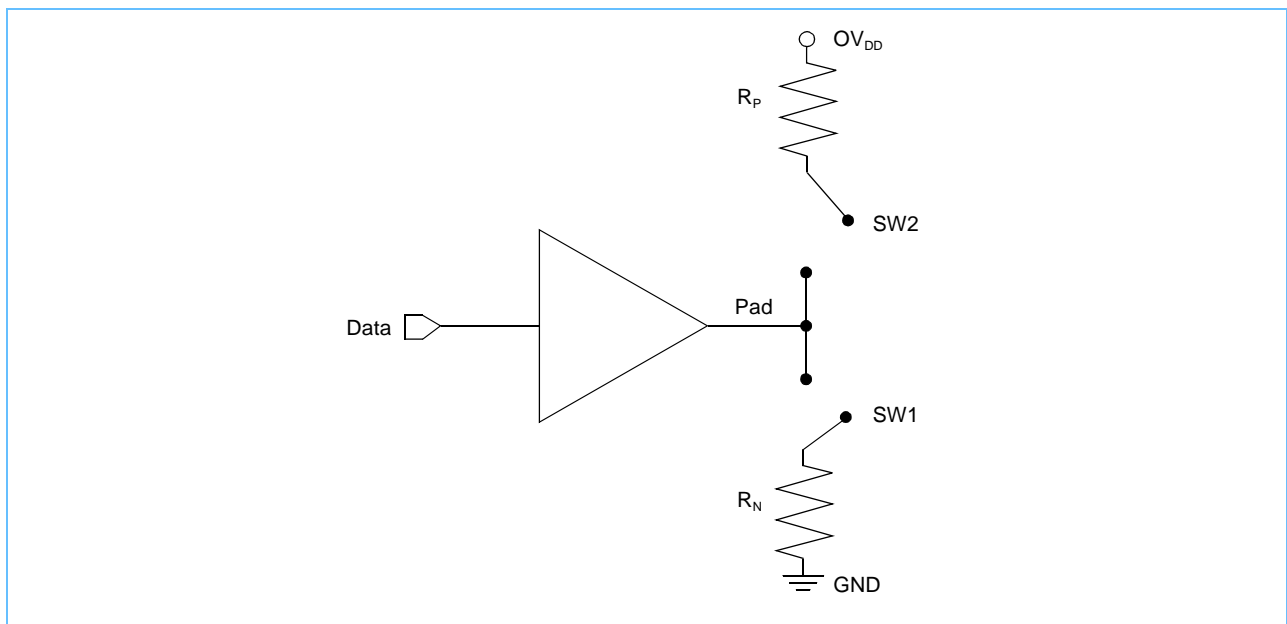 OV_DD
R_P
SW2
Pad
Data
SW1
R_N
GND